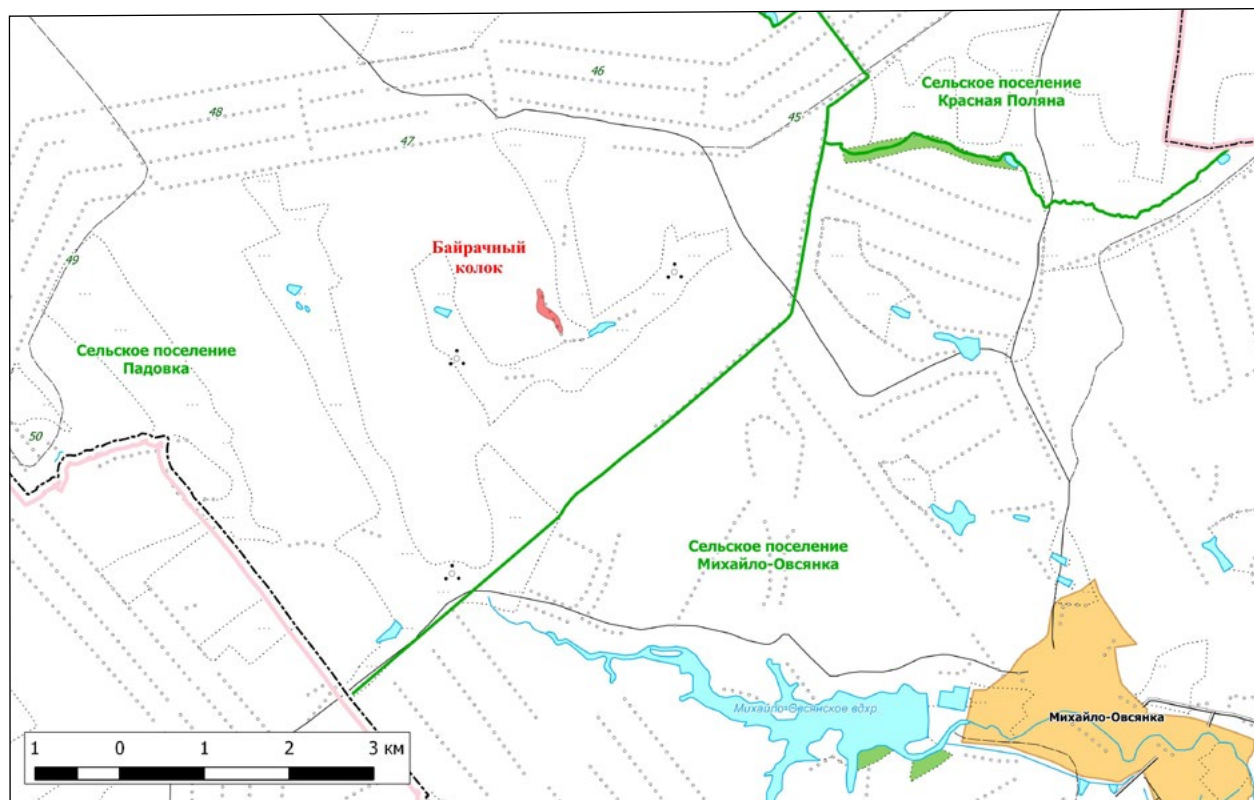 46
Сельское поселение
Красная Поляна
48
45
47
Байрачный
колок
49
Сельское поселение
Падовка
50
Сельское поселение
Михайло-Овсянка
Михайло-Овсянское вдхр.
Михайло-Овсянка
1 0 1 2 3 км